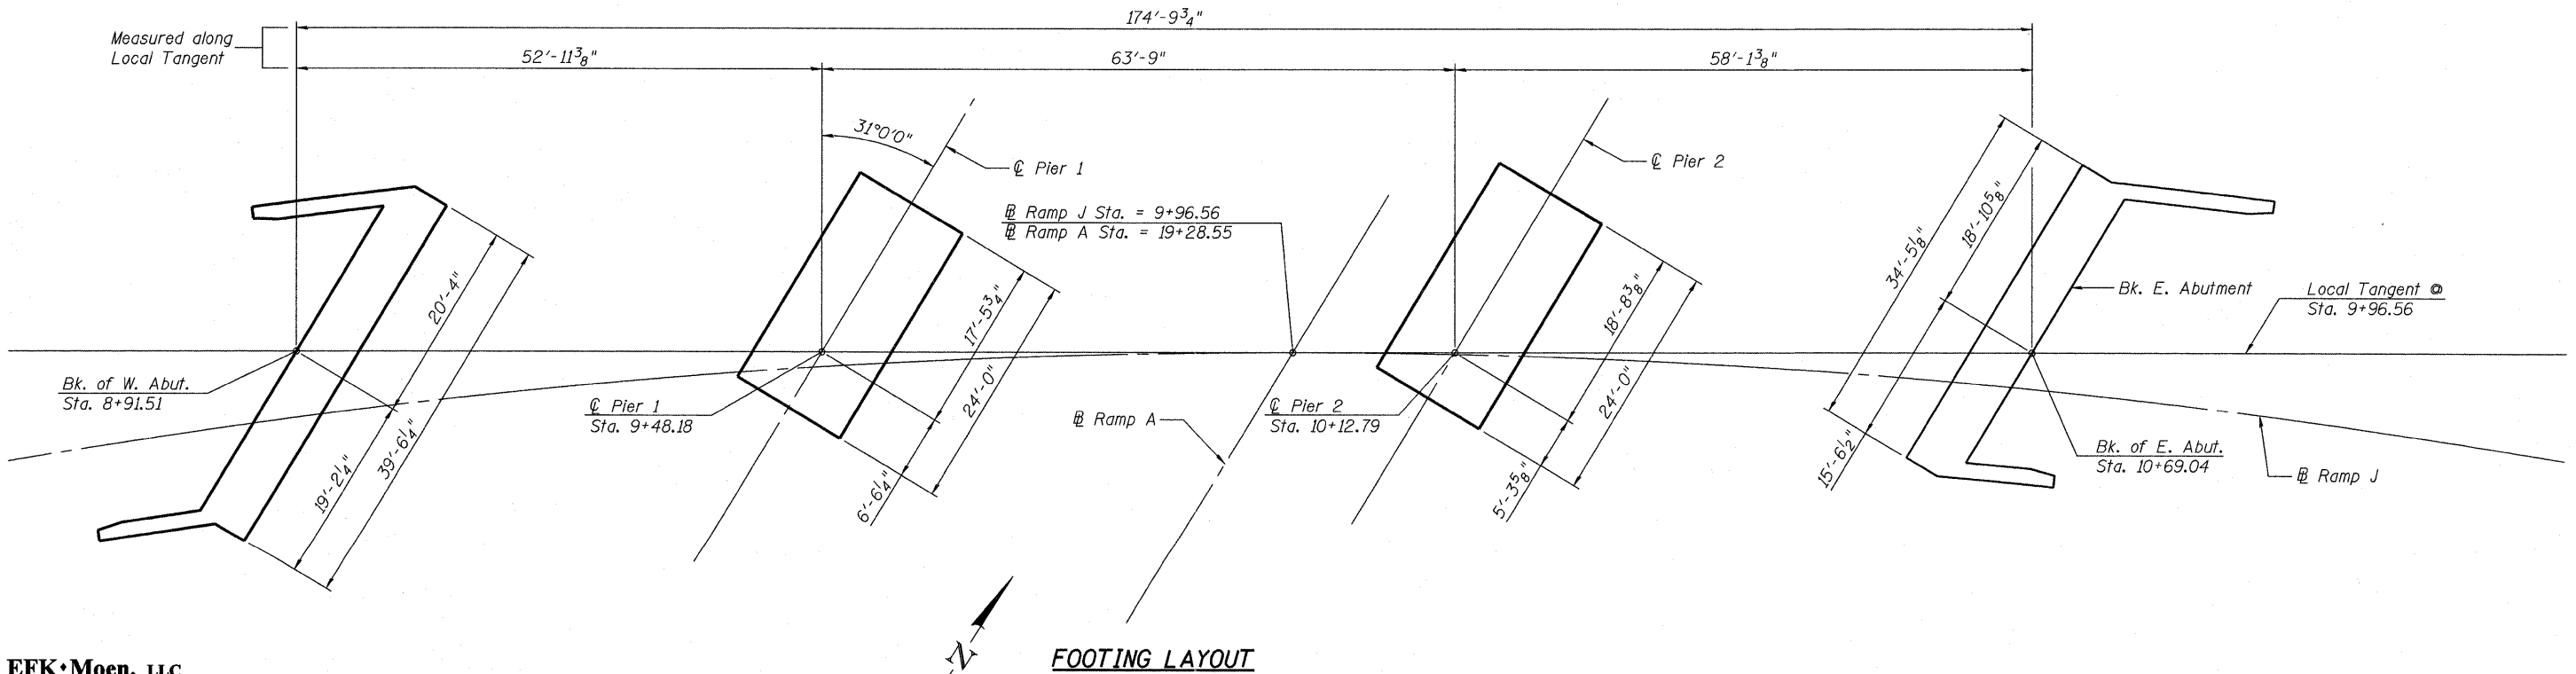 174'-9¾"
Measured along
Local Tangent
52'-11⅜"
63'-9"
58'-1⅜"
31°0'0"
℄ Pier 1
℄ Pier 2
34'-5⅛"
18'-10⅝"
15'-6½"
Bk. E. Abutment
Local Tangent @
Sta. 9+96.56
20'-4"
19'-2¼"
39'-6¼"
17'-5¾"
24'-0"
6'-6¼"
18'-8⅜"
24'-0"
5'-3⅝"
B̲L Ramp J Sta. = 9+96.56
B̲L Ramp A Sta. = 19+28.55
Bk. of W. Abut.
Sta. 8+91.51
℄ Pier 1
Sta. 9+48.18
BL Ramp A
℄ Pier 2
Sta. 10+12.79
Bk. of E. Abut.
Sta. 10+69.04
BL Ramp J
N
FOOTING LAYOUT
EFK•Moen, LLC